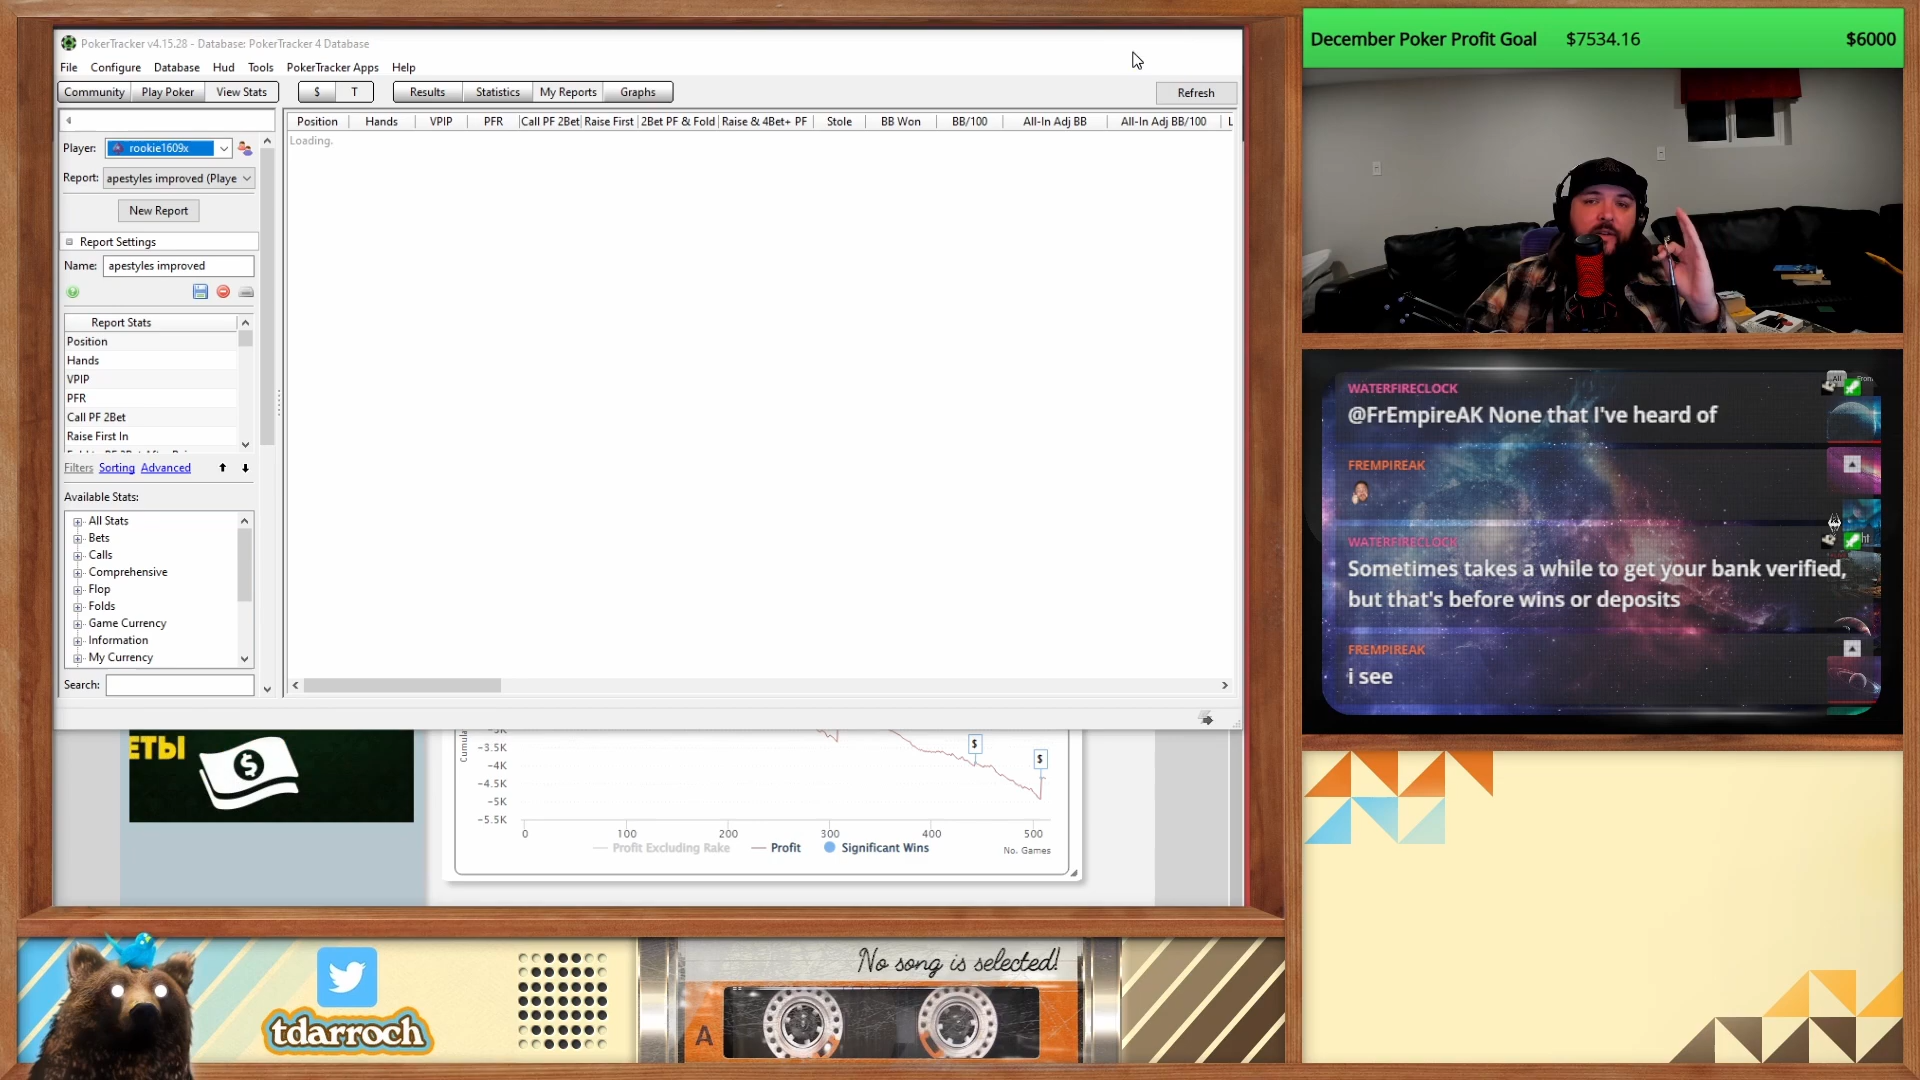 PokerTracker v4.15.28 - Database: PokerTracker 4 Database
File Configure Database Hud Tools PokerTracker Apps Help
Community Play Poker View Stats $ T Results Statistics My Reports Graphs Refresh
Position Hands VPIP PFR Call PF 2Bet Raise First 2Bet PF & Fold Raise & 4Bet+ PF Stole BB Won BB/100 All-In Adj BB All-In Adj BB/100 L
Loading.
Player: rookie1609x
Report: apestyles improved (Playe
New Report
Report Settings
Name: apestyles improved
Report Stats
Position
Hands
VPIP
PFR
Call PF 2Bet
Raise First In
Filters Sorting Advanced
Available Stats:
All Stats
Bets
Calls
Comprehensive
Flop
Folds
Game Currency
Information
My Currency
Search:
ЕТЫ
$
Cumula
-3.5K
-4K
-4.5K
-5K
-5.5K
$
$
0 100 200 300 400 500
Profit Excluding Rake Profit Significant Wins No. Games
tdarroch
No song is selected!
A
December Poker Profit Goal $7534.16 $6000
WATERFIRECLOCK
@FrEmpireAK None that I've heard of
FREMPIREAK
WATERFIRECLOCK
Sometimes takes a while to get your bank verified,
but that's before wins or deposits
FREMPIREAK
i see